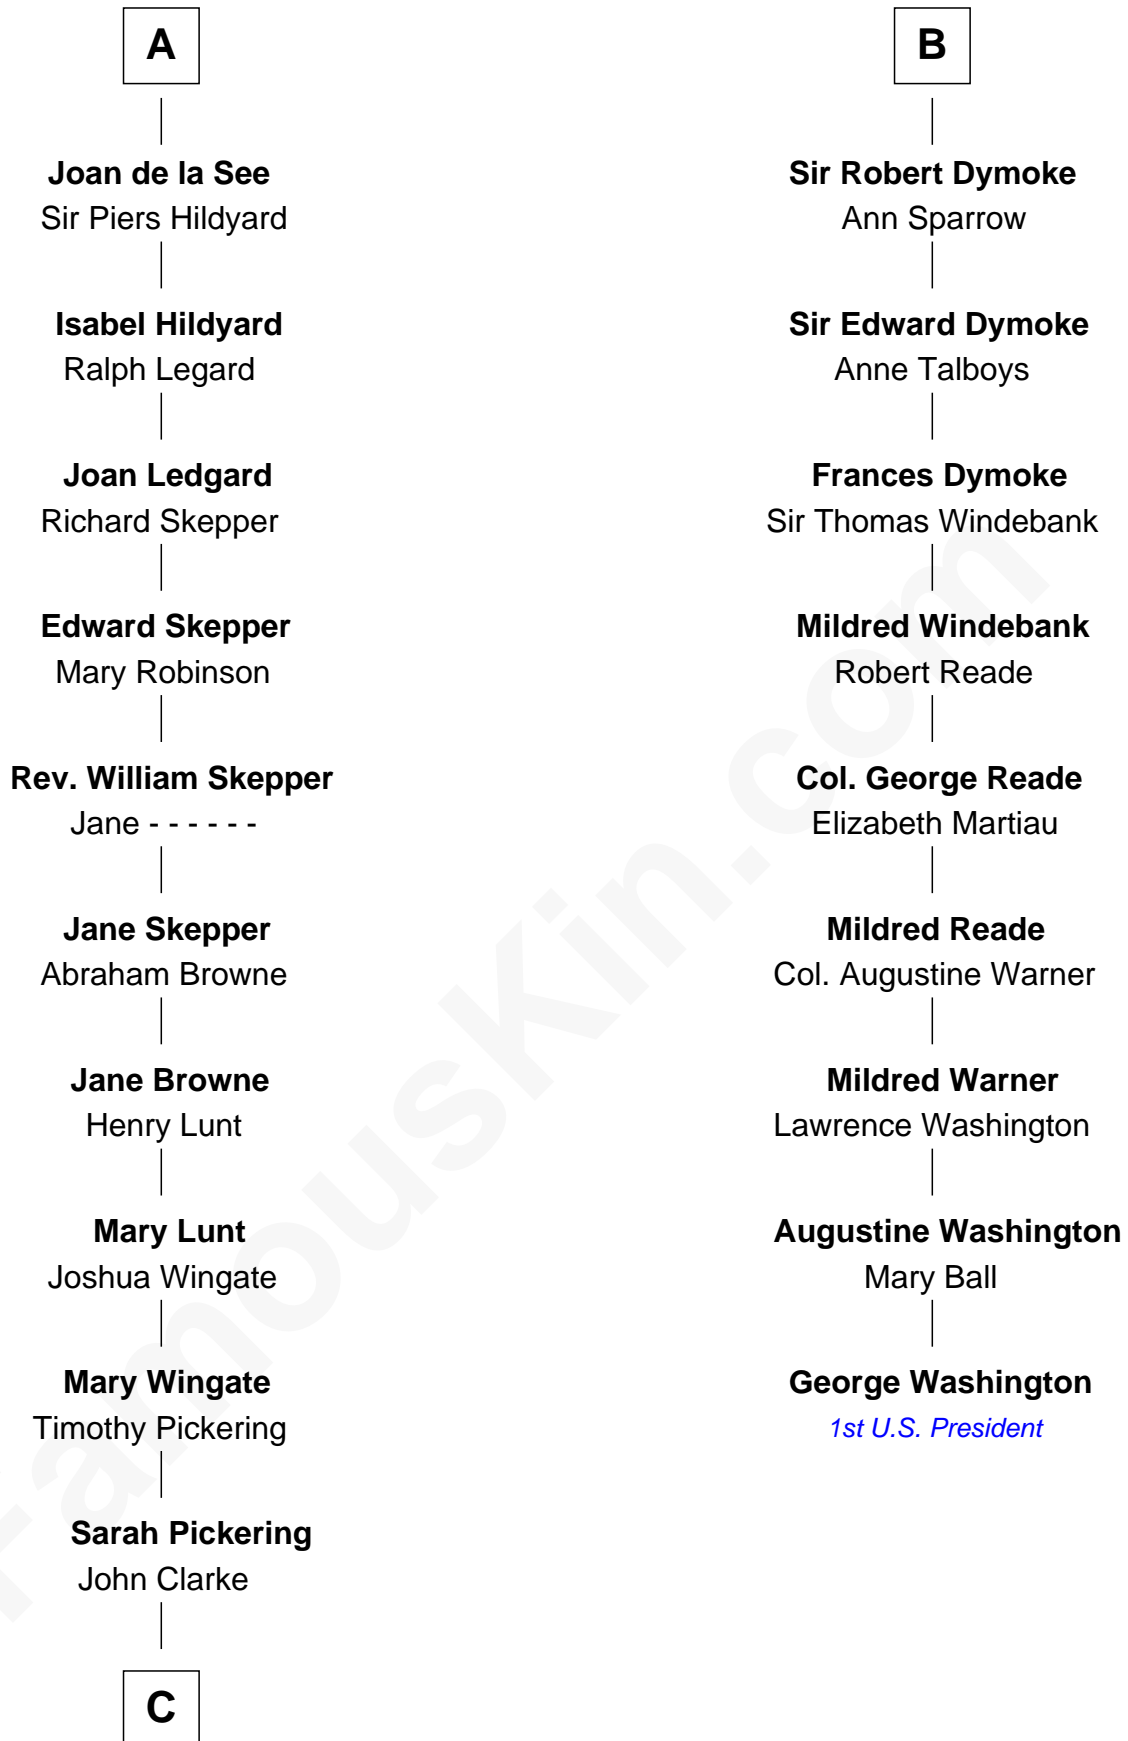 A
Joan de la See
Sir Piers Hildyard
Isabel Hildyard
Ralph Legard
Joan Ledgard
Richard Skepper
Edward Skepper
Mary Robinson
Rev. William Skepper
Jane - - - - - -
Jane Skepper
Abraham Browne
Jane Browne
Henry Lunt
Mary Lunt
Joshua Wingate
Mary Wingate
Timothy Pickering
Sarah Pickering
John Clarke
C
B
Sir Robert Dymoke
Ann Sparrow
Sir Edward Dymoke
Anne Talboys
Frances Dymoke
Sir Thomas Windebank
Mildred Windebank
Robert Reade
Col. George Reade
Elizabeth Martiau
Mildred Reade
Col. Augustine Warner
Mildred Warner
Lawrence Washington
Augustine Washington
Mary Ball
George Washington
1st U.S. President
FamousKin.com